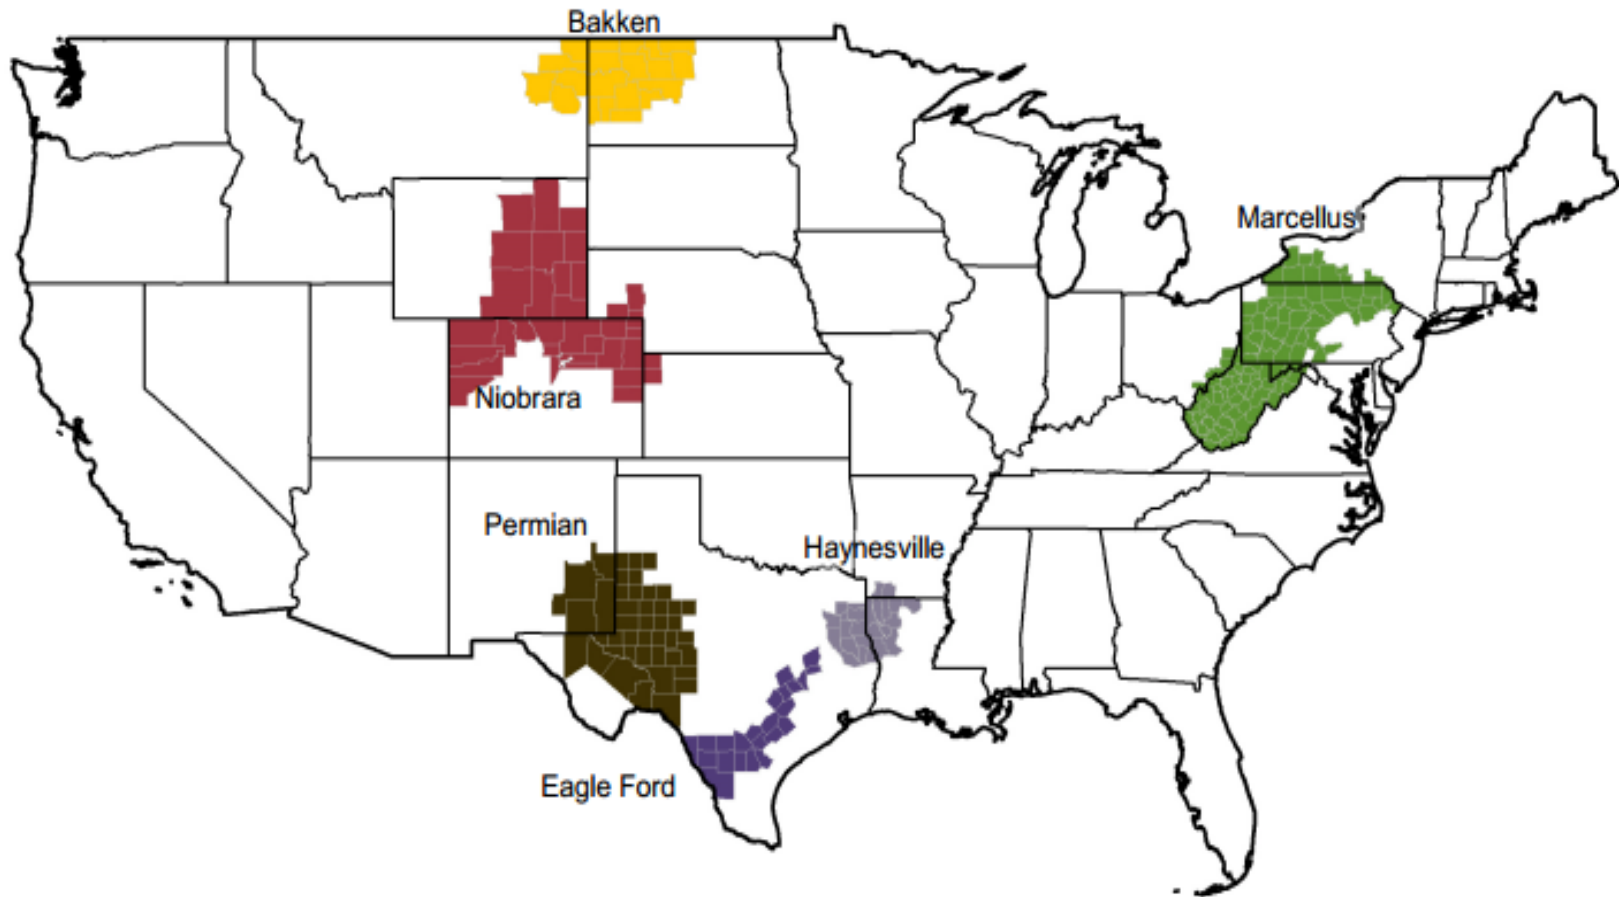 Bakken
Marcellus
Niobrara
Permian
Haynesville
Eagle Ford